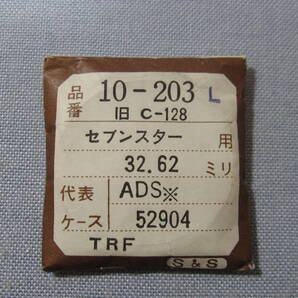 品番 10-203 L
旧 C-128
セブンスター 用
32.62 ミリ
代表 ADS※
ケース 52904
TRF
S&S